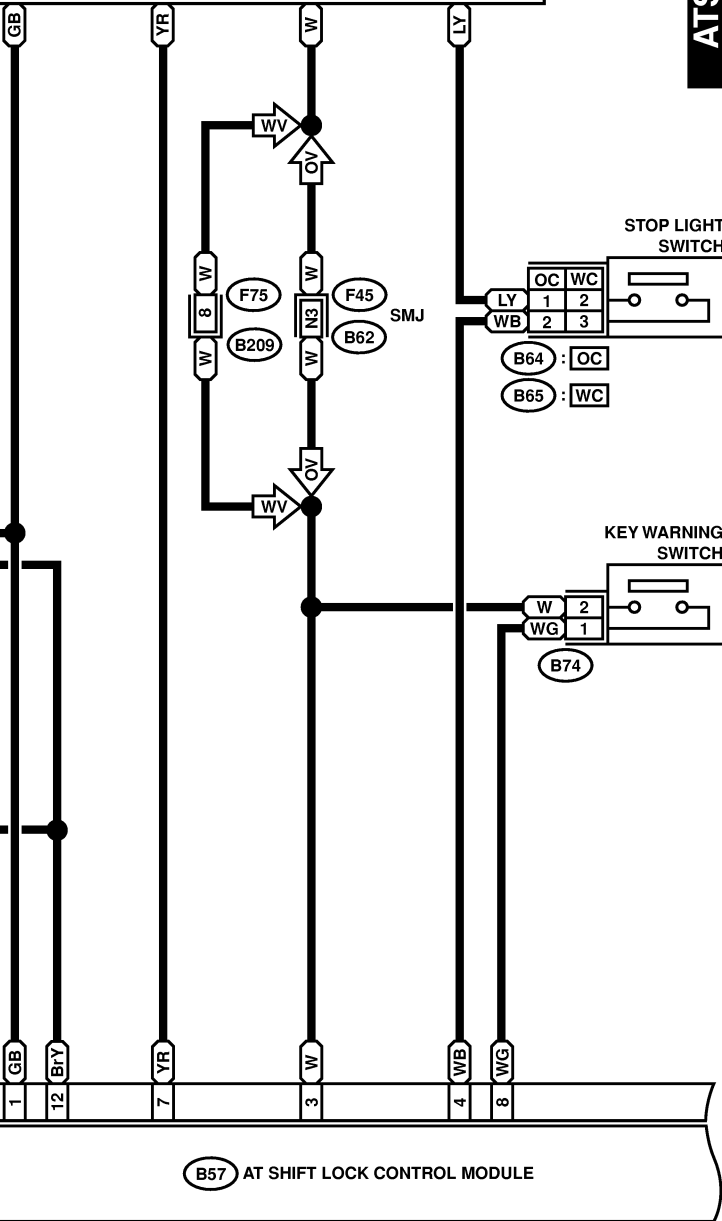 GB YR W LY ATS
WV
OV
STOP LIGHT
SWITCH
W W OC WC
F75 F45
LY 1 2
8 N3 SMJ
WB 2 3
B209 B62
W W B64 : OC
B65 : WC
OV
WV
KEY WARNING
SWITCH
W 2
WG 1
B74
GB BrY YR W WB WG
1 12 7 3 4 8
B57 AT SHIFT LOCK CONTROL MODULE